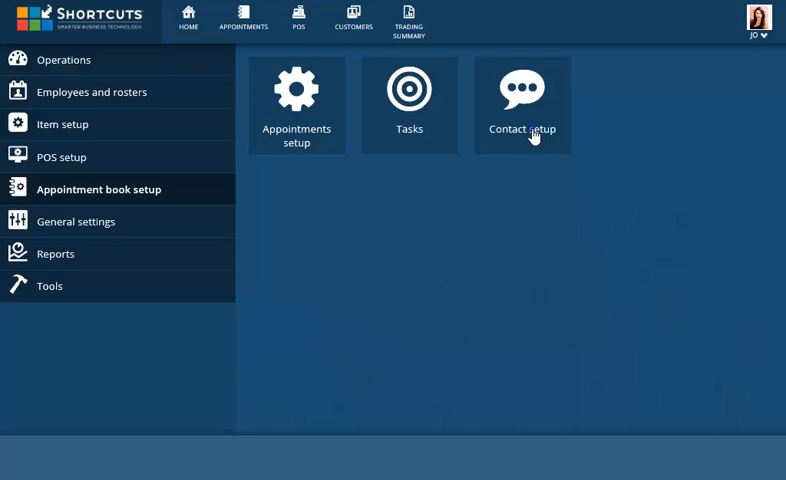 SHORTCUTS
SMARTER BUSINESS TECHNOLOGY
HOME
APPOINTMENTS
POS
CUSTOMERS
TRADING
SUMMARY
JO
Operations
Employees and rosters
Item setup
POS setup
Appointment book setup
General settings
Reports
Tools
Appointments
setup
Tasks
Contact setup